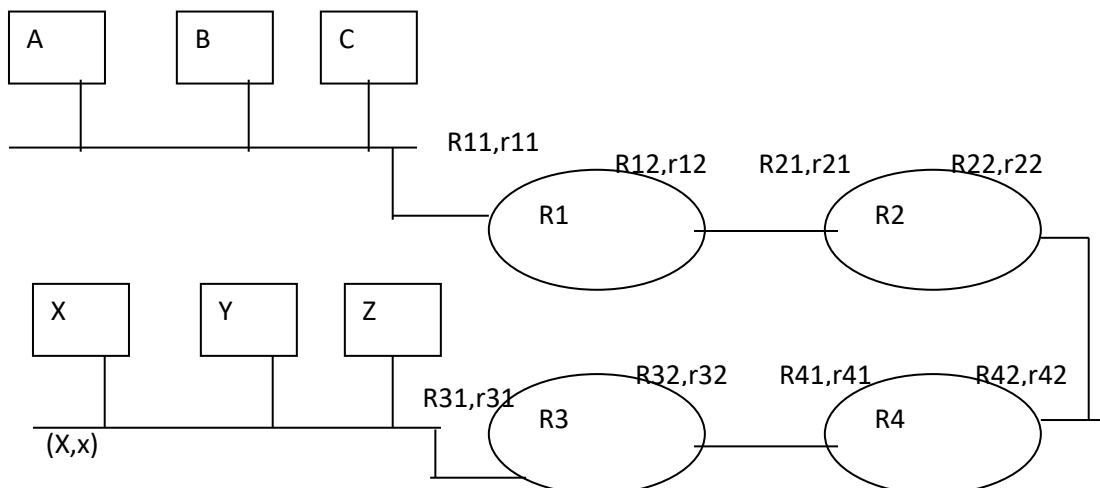 A B C
R11,r11
R12,r12 R21,r21 R22,r22
R1 R2
X Y Z
R32,r32 R41,r41 R42,r42
R31,r31
R3 R4
(X,x)